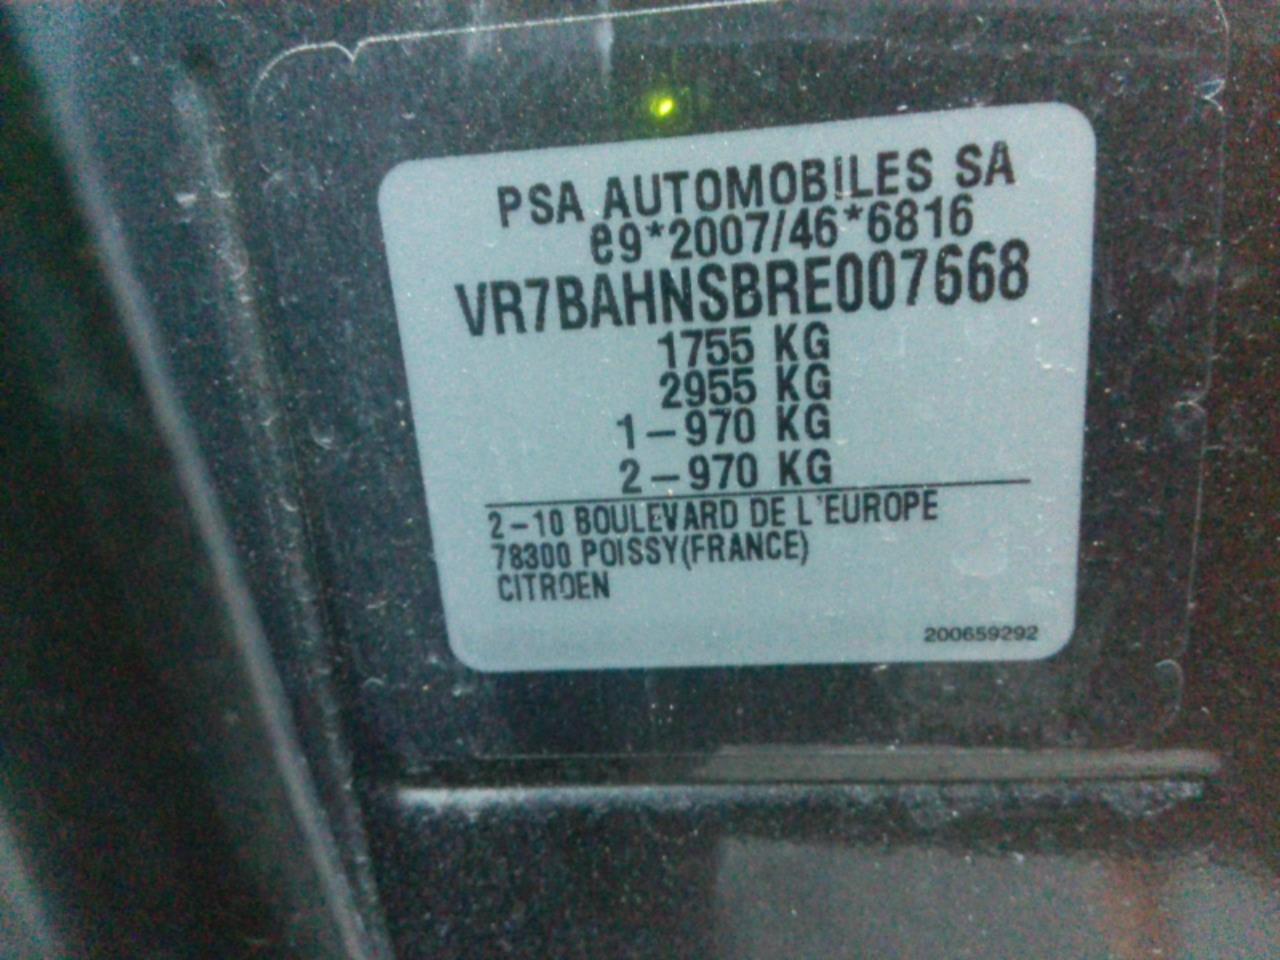 PSA AUTOMOBILES SA
e9*2007/46*6816
VR7BAHNSBRE007668
1755 KG
2955 KG
1-970 KG
2-970 KG
2-10 BOULEVARD DE L'EUROPE
78300 POISSY(FRANCE)
CITROEN
200659292